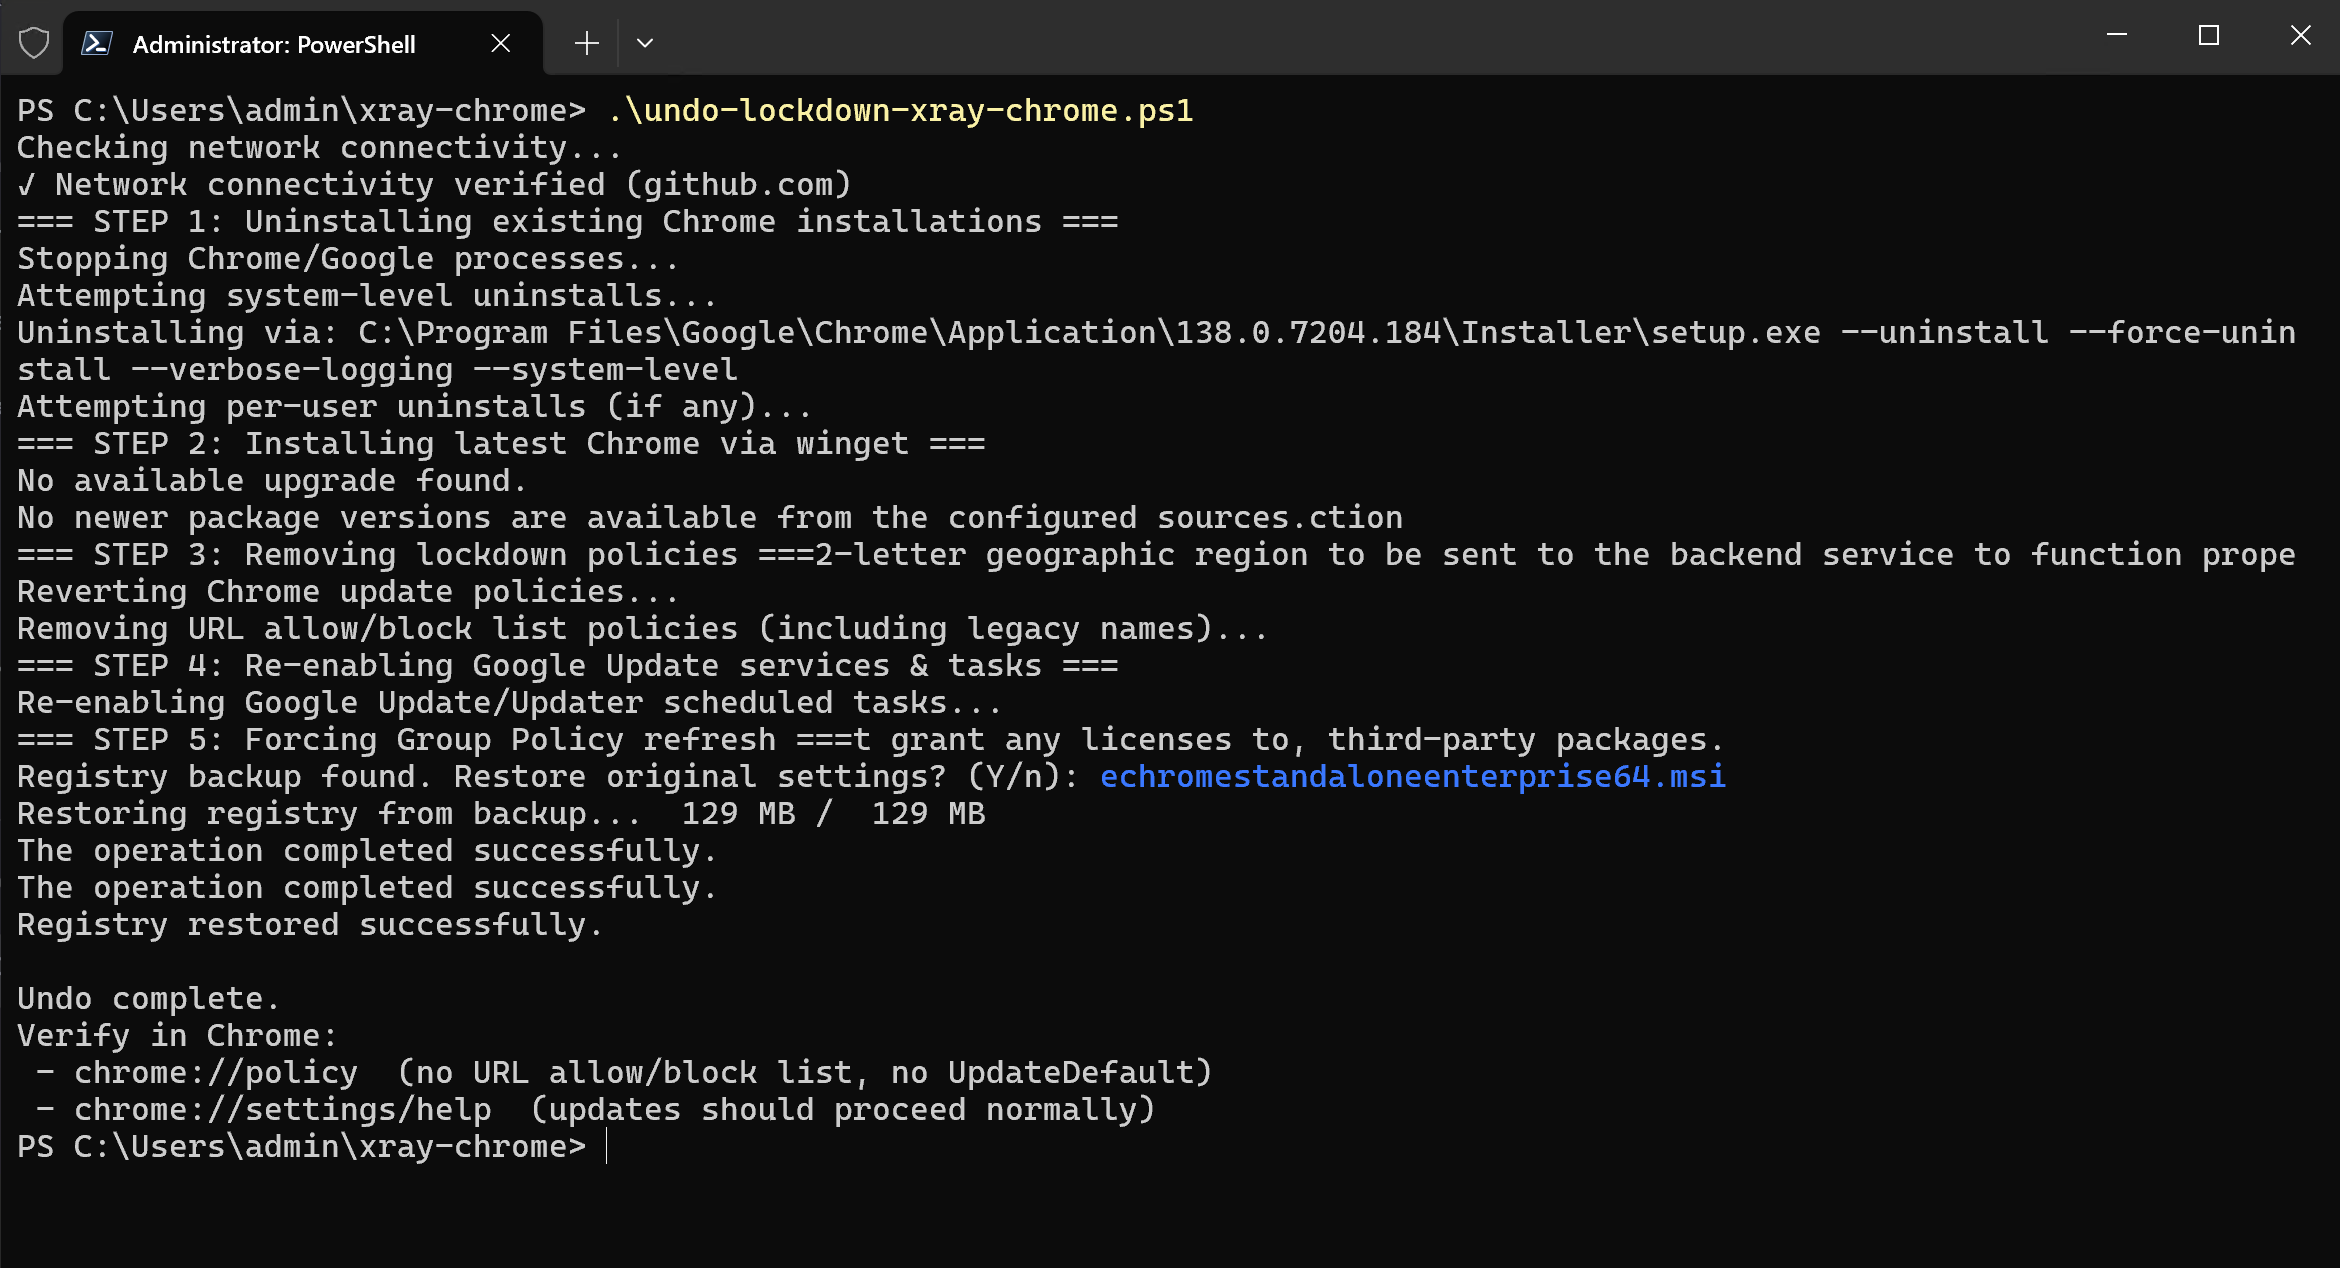 Administrator: PowerShell
PS C:\Users\admin\xray-chrome> .\undo-lockdown-xray-chrome.ps1
Checking network connectivity...
✓ Network connectivity verified (github.com)
=== STEP 1: Uninstalling existing Chrome installations ===
Stopping Chrome/Google processes...
Attempting system-level uninstalls...
Uninstalling via: C:\Program Files\Google\Chrome\Application\138.0.7204.184\Installer\setup.exe --uninstall --force-unin
stall --verbose-logging --system-level
Attempting per-user uninstalls (if any)...
=== STEP 2: Installing latest Chrome via winget ===
No available upgrade found.
No newer package versions are available from the configured sources.ction
=== STEP 3: Removing lockdown policies ===2-letter geographic region to be sent to the backend service to function prope
Reverting Chrome update policies...
Removing URL allow/block list policies (including legacy names)...
=== STEP 4: Re-enabling Google Update services & tasks ===
Re-enabling Google Update/Updater scheduled tasks...
=== STEP 5: Forcing Group Policy refresh ===t grant any licenses to, third-party packages.
Registry backup found. Restore original settings? (Y/n): echromestandaloneenterprise64.msi
Restoring registry from backup...  129 MB /  129 MB
The operation completed successfully.
The operation completed successfully.
Registry restored successfully.
Undo complete.
Verify in Chrome:
 - chrome://policy  (no URL allow/block list, no UpdateDefault)
 - chrome://settings/help  (updates should proceed normally)
PS C:\Users\admin\xray-chrome>